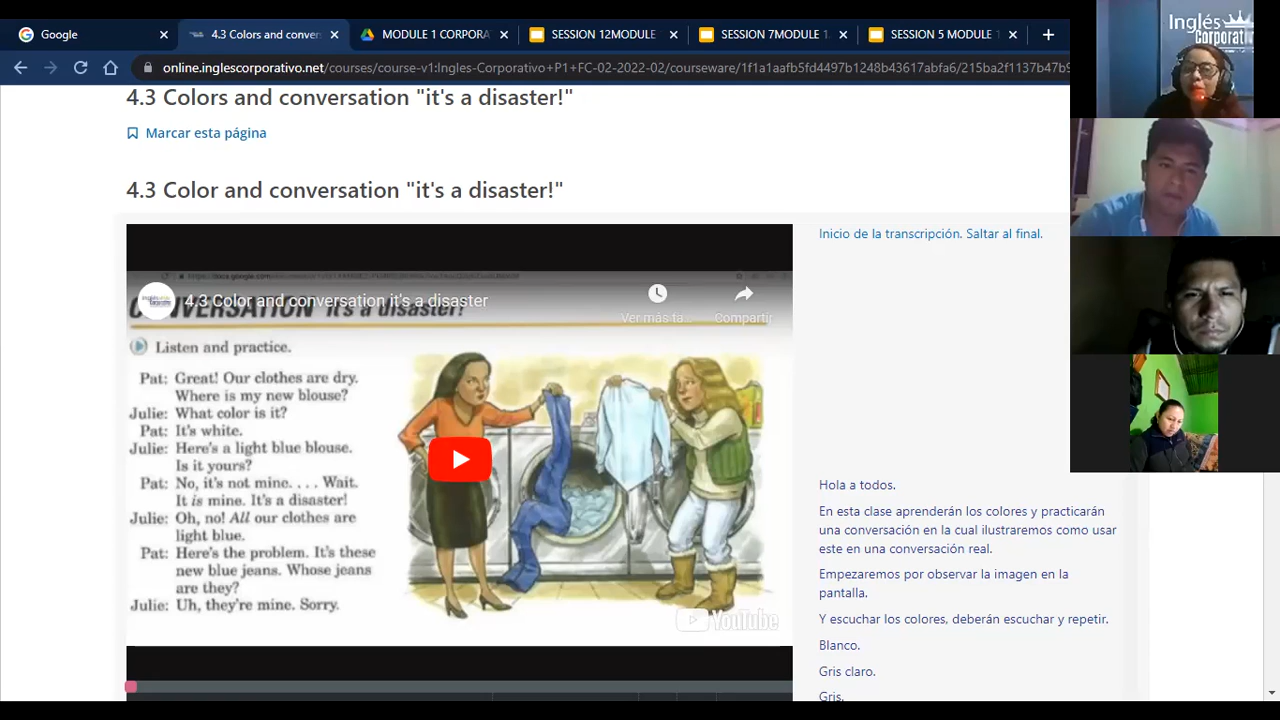 Google
4.3 Colors and conver
MODULE 1 CORPORA
SESSION 12MODULE
SESSION 7MODULE 1.
SESSION 5 MODULE 1
online.inglescorporativo.net/courses/course-v1:Ingles-Corporativo+P1+FC-02-2022-02/courseware/1f1a1aafb5fd4497b1248b43617abfa6/215ba2f1137b47b9
Inglés
Corporativo
4.3 Colors and conversation "it's a disaster!"
Marcar esta página
4.3 Color and conversation "it's a disaster!"
4.3 Color and conversation it's a disaster
Ver más ta...
Compartir
CONVERSATION "it's a disaster!"
Listen and practice.
Pat: Great! Our clothes are dry.
Where is my new blouse?
Julie: What color is it?
Pat: It's white.
Julie: Here's a light blue blouse.
Is it yours?
Pat: No, it's not mine. . . . Wait.
It is mine. It's a disaster!
Julie: Oh, no! All our clothes are
light blue.
Pat: Here's the problem. It's these
new blue jeans. Whose jeans
are they?
Julie: Uh, they're mine. Sorry.
YouTube
Inicio de la transcripción. Saltar al final.
Hola a todos.
En esta clase aprenderán los colores y practicarán
una conversación en la cual ilustraremos como usar
este en una conversación real.
Empezaremos por observar la imagen en la
pantalla.
Y escuchar los colores, deberán escuchar y repetir.
Blanco.
Gris claro.
Gris.